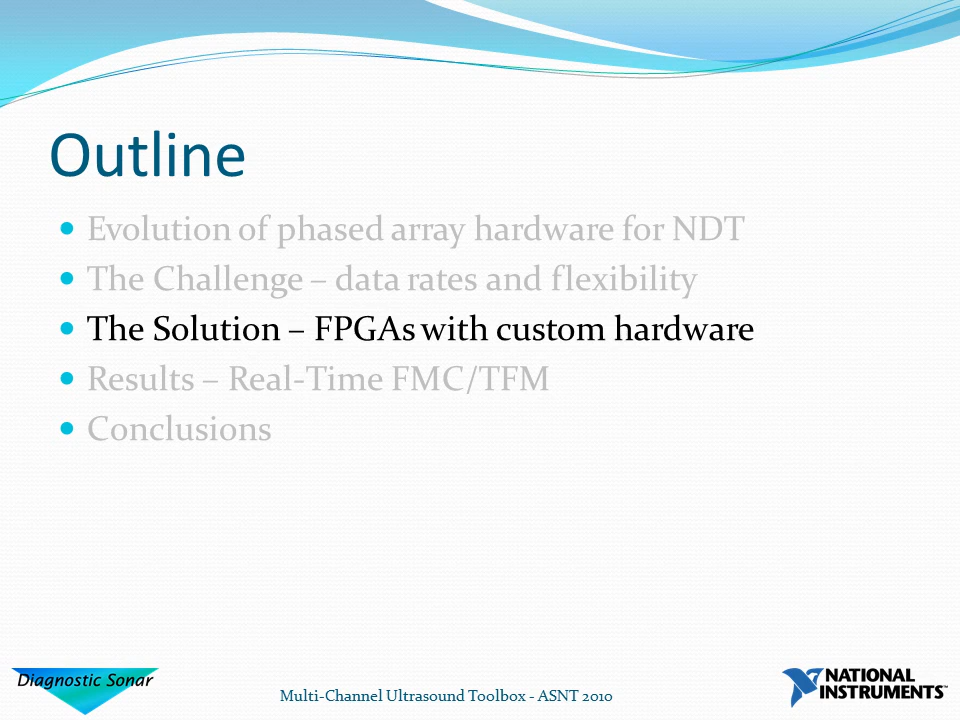 Outline
Evolution of phased array hardware for NDT
The Challenge – data rates and flexibility
The Solution – FPGAs with custom hardware
Results – Real-Time FMC/TFM
Conclusions
Diagnostic Sonar
Multi-Channel Ultrasound Toolbox - ASNT 2010
NATIONAL
INSTRUMENTS™